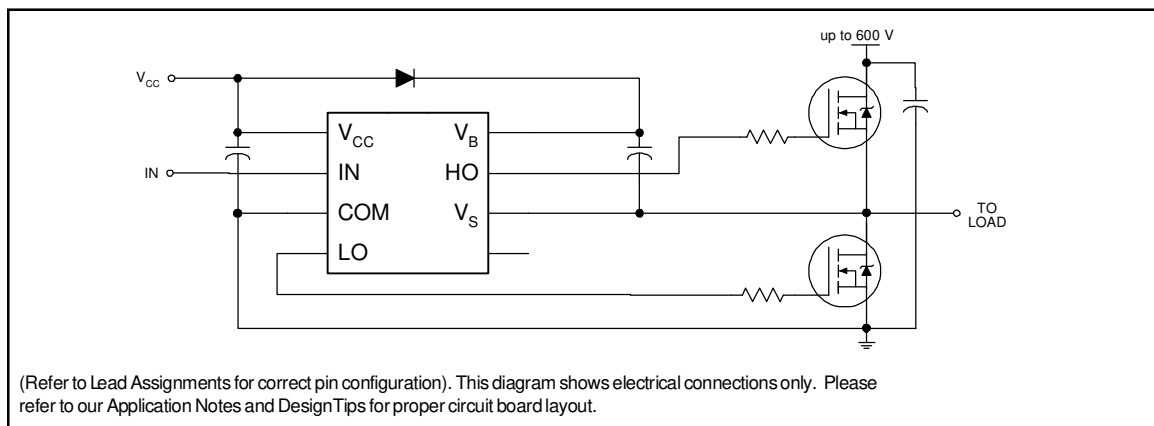 up to 600 V
VCC
VCC
VB
IN
IN
HO
COM
VS
TO
LOAD
LO
(Refer to Lead Assignments for correct pin configuration). This diagram shows electrical connections only. Please
refer to our Application Notes and DesignTips for proper circuit board layout.